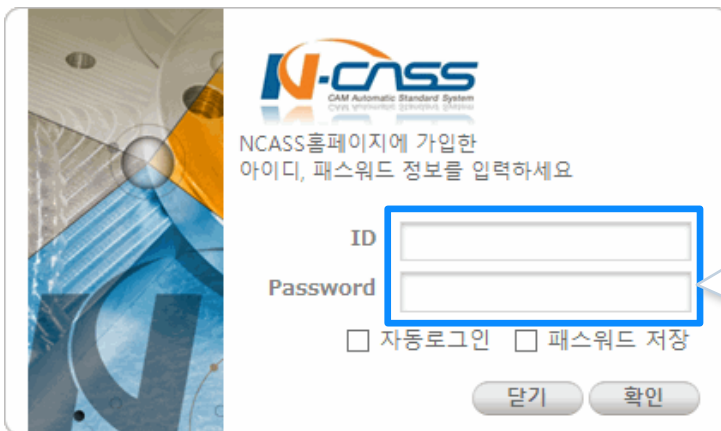 N-CASS
CAM Automatic Standard System
NCASS홈페이지에 가입한
아이디, 패스워드 정보를 입력하세요
ID
Password
자동로그인 패스워드 저장
닫기 확인